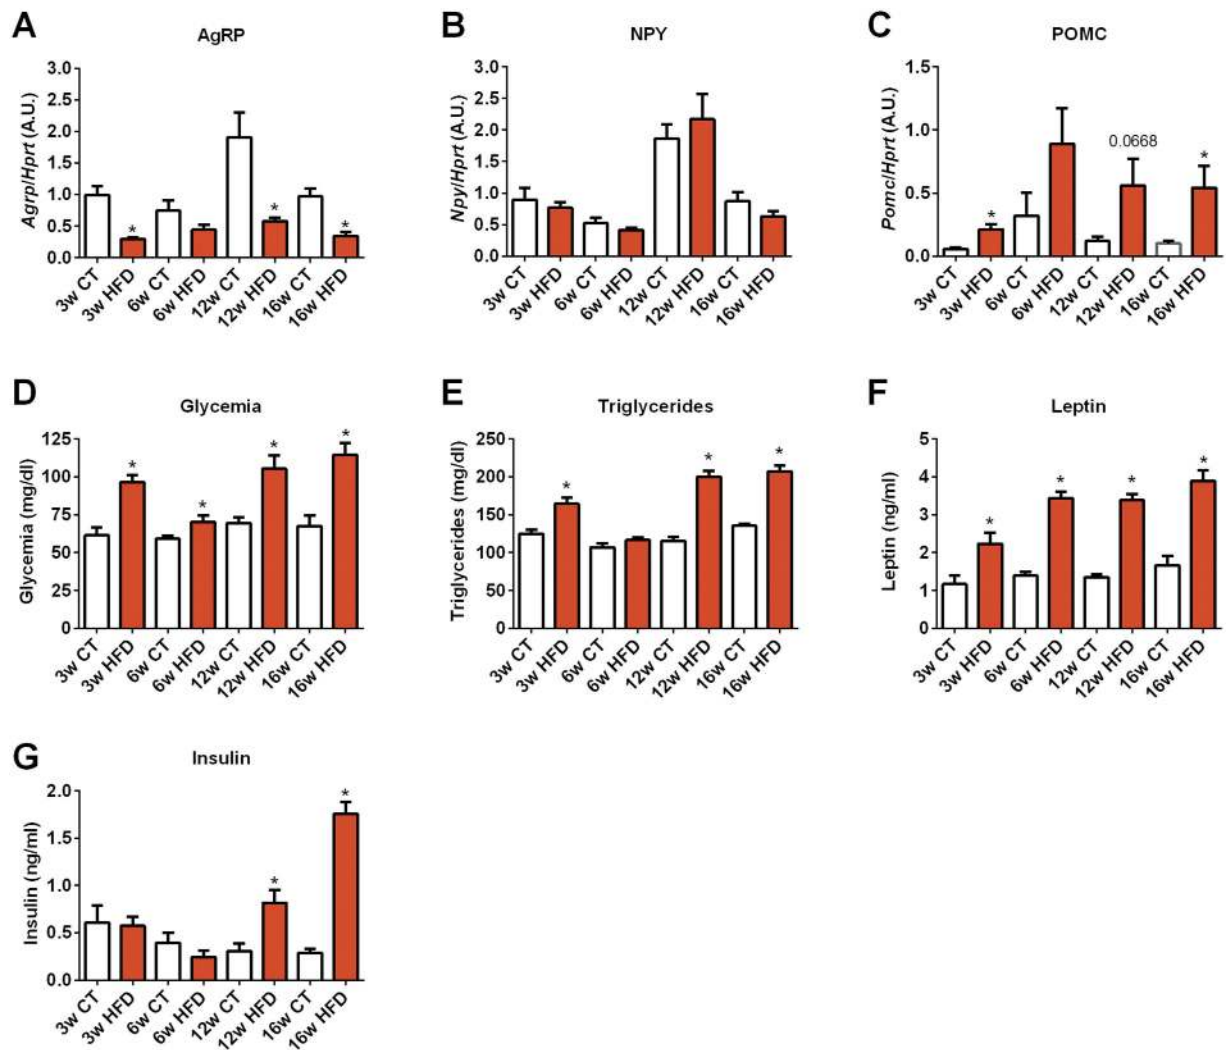 A
AgRP
Agrp/Hprt (A.U.)
3.0
2.5
2.0
1.5
1.0
0.5
0.0
*
*
*
3w CT
3w HFD
6w CT
6w HFD
12w CT
12w HFD
16w CT
16w HFD
B
NPY
Npy/Hprt (A.U.)
3.0
2.5
2.0
1.5
1.0
0.5
0.0
3w CT
3w HFD
6w CT
6w HFD
12w CT
12w HFD
16w CT
16w HFD
C
POMC
Pomc/Hprt (A.U.)
1.5
1.0
0.5
0.0
*
0.0668
*
3w CT
3w HFD
6w CT
6w HFD
12w CT
12w HFD
16w CT
16w HFD
D
Glycemia
Glycemia (mg/dl)
125
100
75
50
25
0
*
*
*
*
3w CT
3w HFD
6w CT
6w HFD
12w CT
12w HFD
16w CT
16w HFD
E
Triglycerides
Triglycerides (mg/dl)
250
200
150
100
50
0
*
*
*
3w CT
3w HFD
6w CT
6w HFD
12w CT
12w HFD
16w CT
16w HFD
F
Leptin
Leptin (ng/ml)
5
4
3
2
1
0
*
*
*
*
3w CT
3w HFD
6w CT
6w HFD
12w CT
12w HFD
16w CT
16w HFD
G
Insulin
Insulin (ng/ml)
2.0
1.5
1.0
0.5
0.0
*
*
3w CT
3w HFD
6w CT
6w HFD
12w CT
12w HFD
16w CT
16w HFD